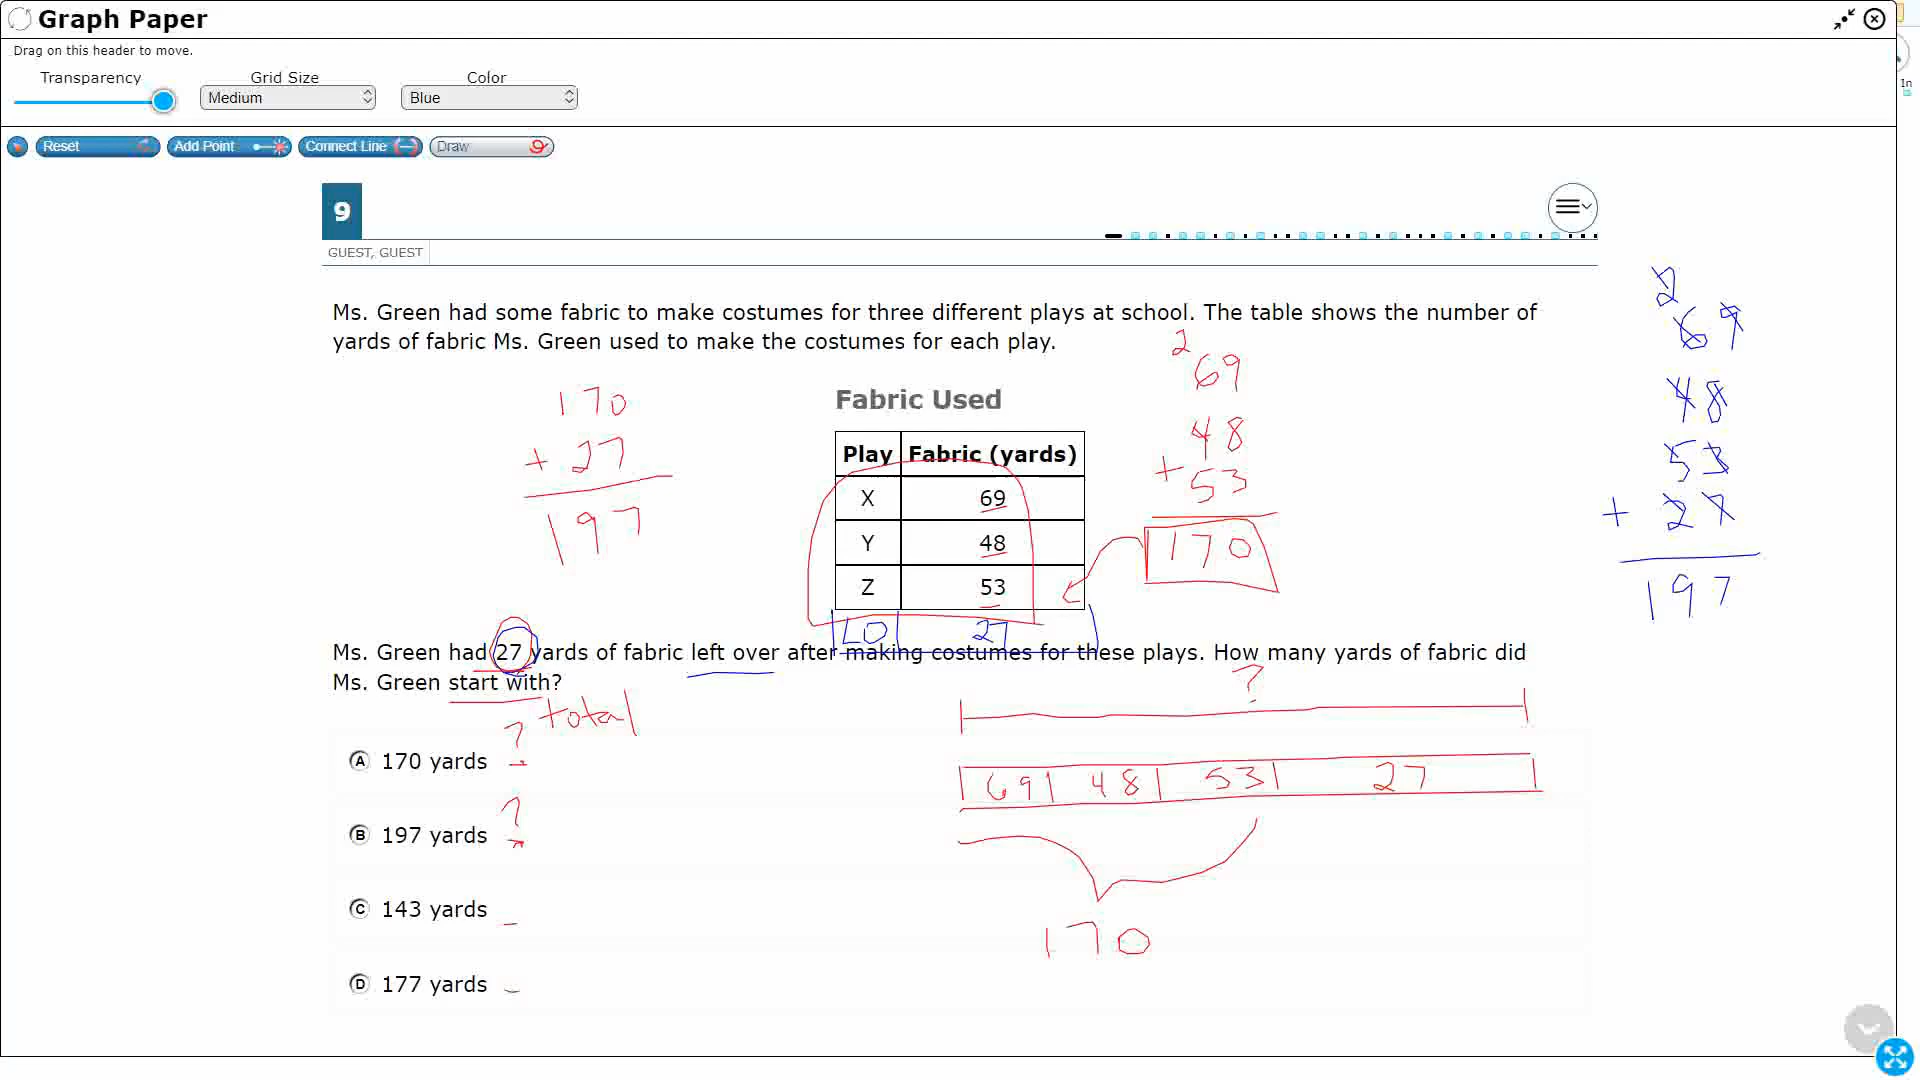 Graph Paper
Drag on this header to move.
Transparency
Grid Size
Color
Medium
Blue
In
Reset
Add Point
Connect Line
Draw
9
GUEST, GUEST
Ms. Green had some fabric to make costumes for three different plays at school. The table shows the number of
yards of fabric Ms. Green used to make the costumes for each play.
170
+ 27
197
Fabric Used
Play Fabric (yards)
X 69
Y 48
Z 53
LO 27
2
69
48
+ 53
170
2
69
48
53
+ 27
197
Ms. Green had 27 yards of fabric left over after making costumes for these plays. How many yards of fabric did
Ms. Green start with?
total
?
A 170 yards ?
B 197 yards ?
C 143 yards
D 177 yards
69 48 53 27
170